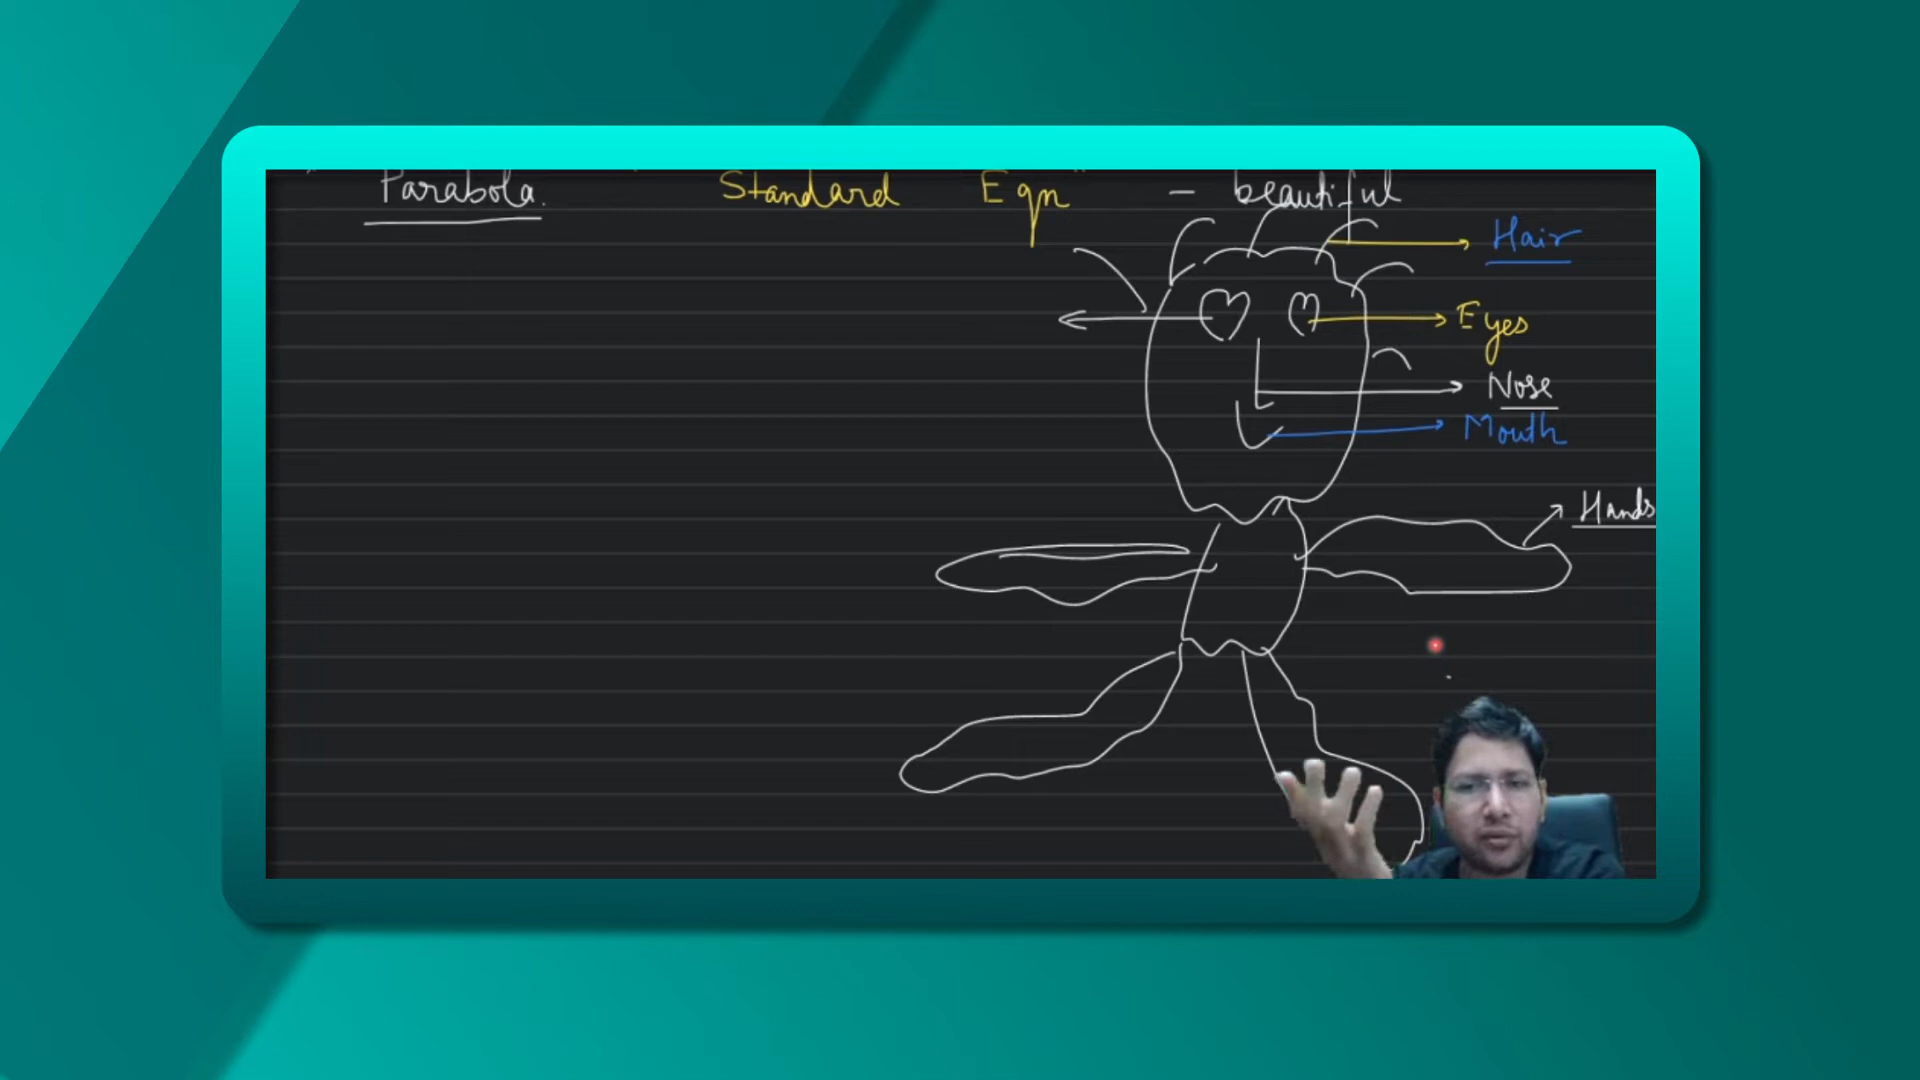 Parabola. Standard Eqn" - beautiful
Hair
Eyes
Nose
Mouth
Hands